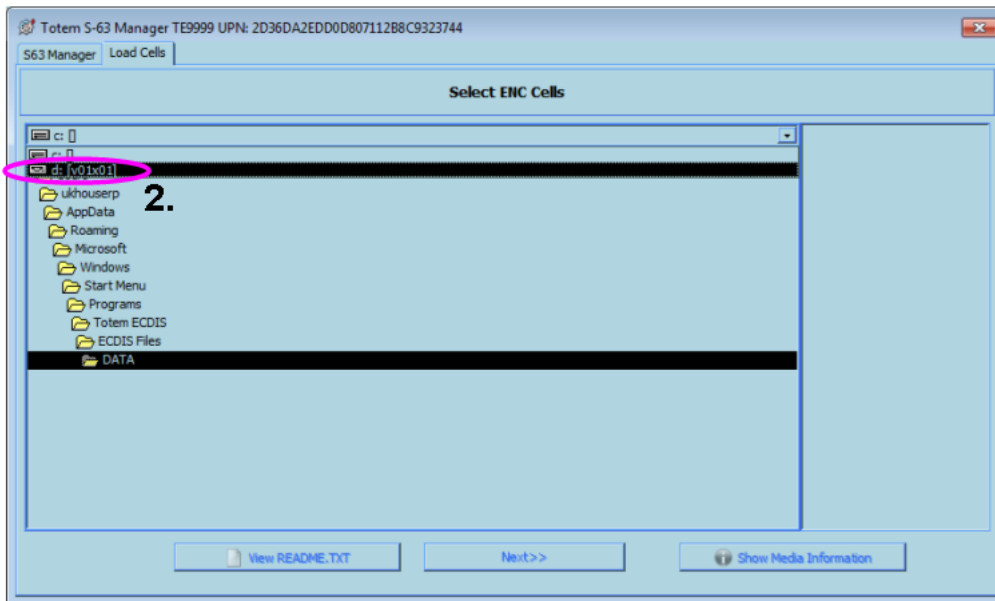 Totem S-63 Manager TE9999 UPN: 2D36DA2EDD0D807112B8C9323744
S63 Manager
Load Cells
Select ENC Cells
c: []
c: []
d: [v01x01]
2.
ukhouserp
AppData
Roaming
Microsoft
Windows
Start Menu
Programs
Totem ECDIS
ECDIS Files
DATA
View README.TXT
Next>>
Show Media Information